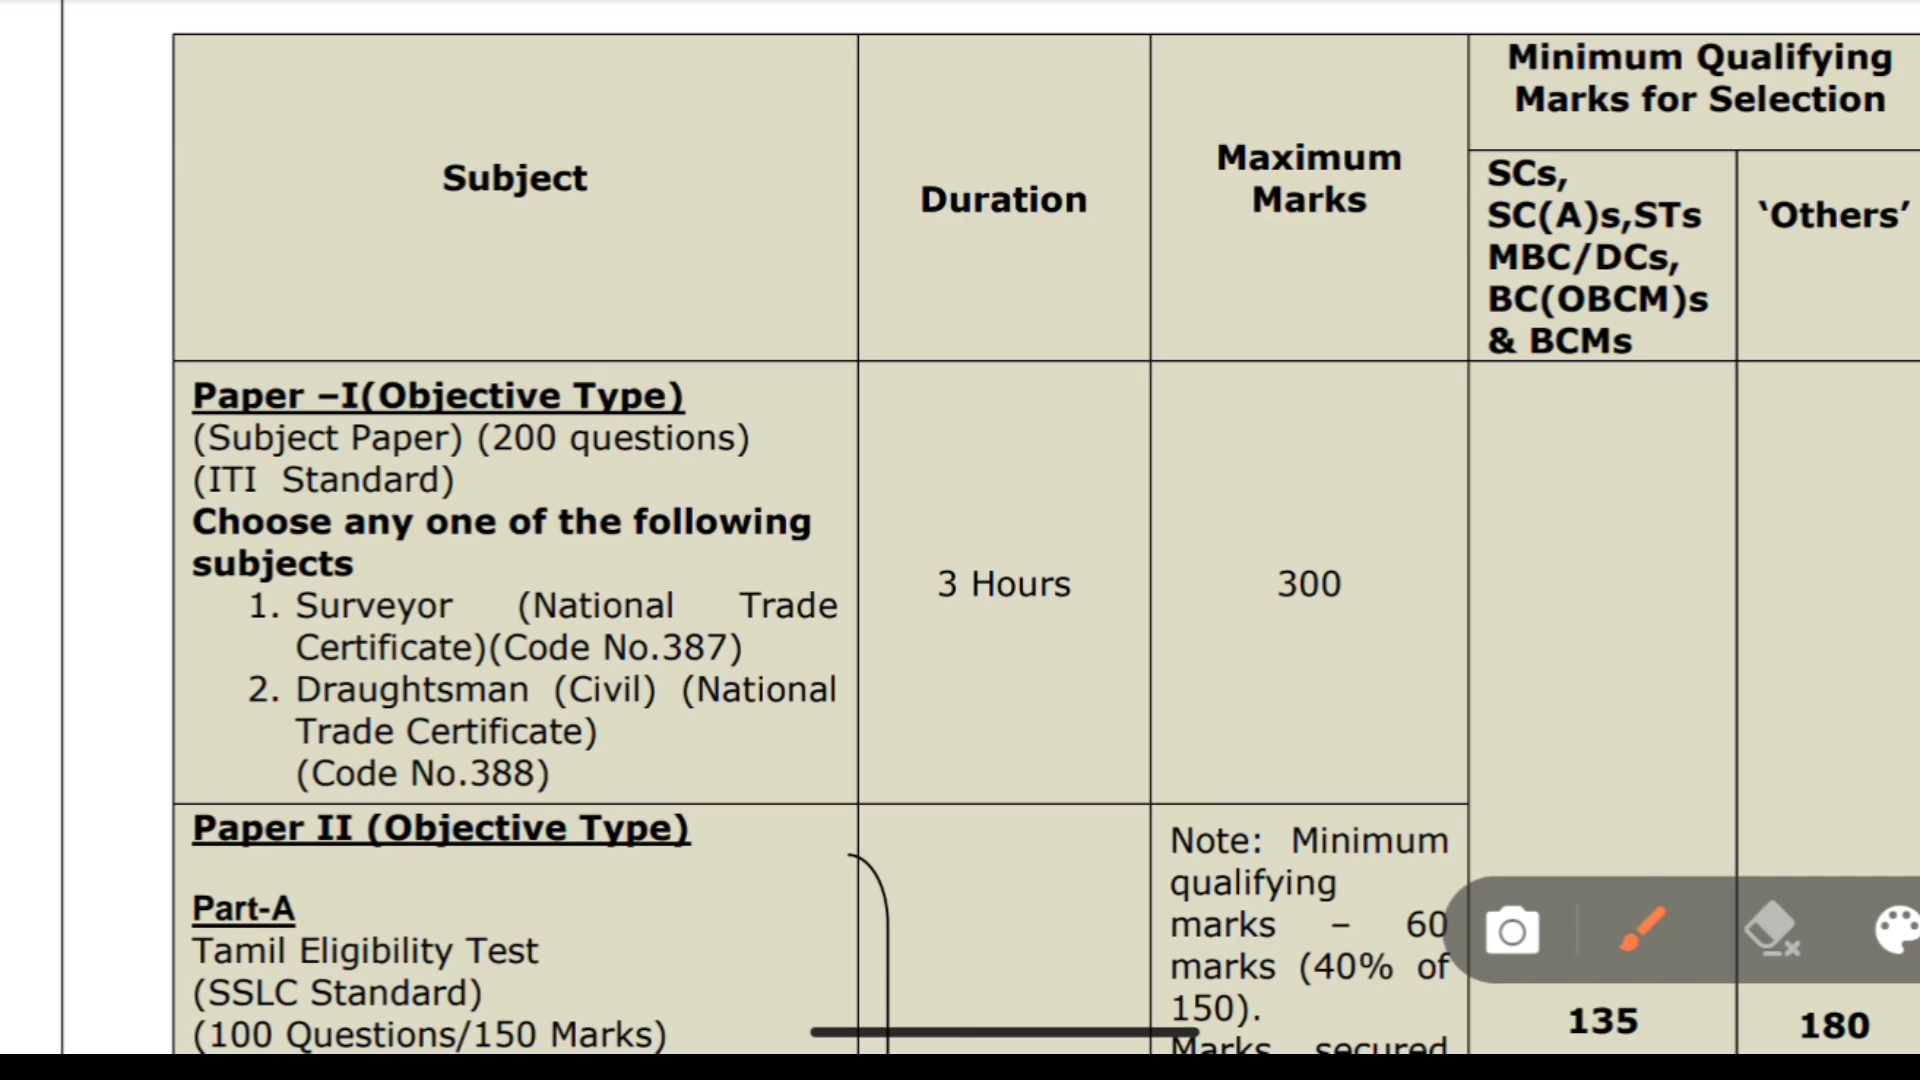 Subject
Duration
Maximum
Marks
Minimum Qualifying
Marks for Selection
SCs,
SC(A)s,STs
MBC/DCs,
BC(OBCM)s
& BCMs
‘Others’
Paper –I(Objective Type)
(Subject Paper) (200 questions)
(ITI Standard)
Choose any one of the following
subjects
1. Surveyor (National Trade
Certificate)(Code No.387)
2. Draughtsman (Civil) (National
Trade Certificate)
(Code No.388)
3 Hours
300
Paper II (Objective Type)
Part-A
Tamil Eligibility Test
(SSLC Standard)
(100 Questions/150 Marks)
Note: Minimum
qualifying
marks – 60
marks (40% of
150).
Marks secured
135
180